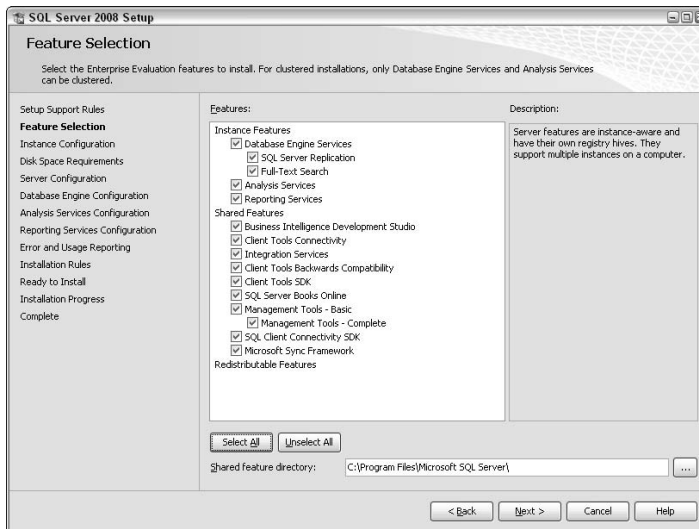 SQL Server 2008 Setup
Feature Selection
Select the Enterprise Evaluation features to install. For clustered installations, only Database Engine Services and Analysis Services
can be clustered.
Setup Support Rules
Feature Selection
Instance Configuration
Disk Space Requirements
Server Configuration
Database Engine Configuration
Analysis Services Configuration
Reporting Services Configuration
Error and Usage Reporting
Installation Rules
Ready to Install
Installation Progress
Complete
Features:
Instance Features
Database Engine Services
SQL Server Replication
Full-Text Search
Analysis Services
Reporting Services
Shared Features
Business Intelligence Development Studio
Client Tools Connectivity
Integration Services
Client Tools Backwards Compatibility
Client Tools SDK
SQL Server Books Online
Management Tools - Basic
Management Tools - Complete
SQL Client Connectivity SDK
Microsoft Sync Framework
Redistributable Features
Description:
Server features are instance-aware and
have their own registry hives. They
support multiple instances on a computer.
Select All
Unselect All
Shared feature directory:
C:\Program Files\Microsoft SQL Server\
...
< Back
Next >
Cancel
Help